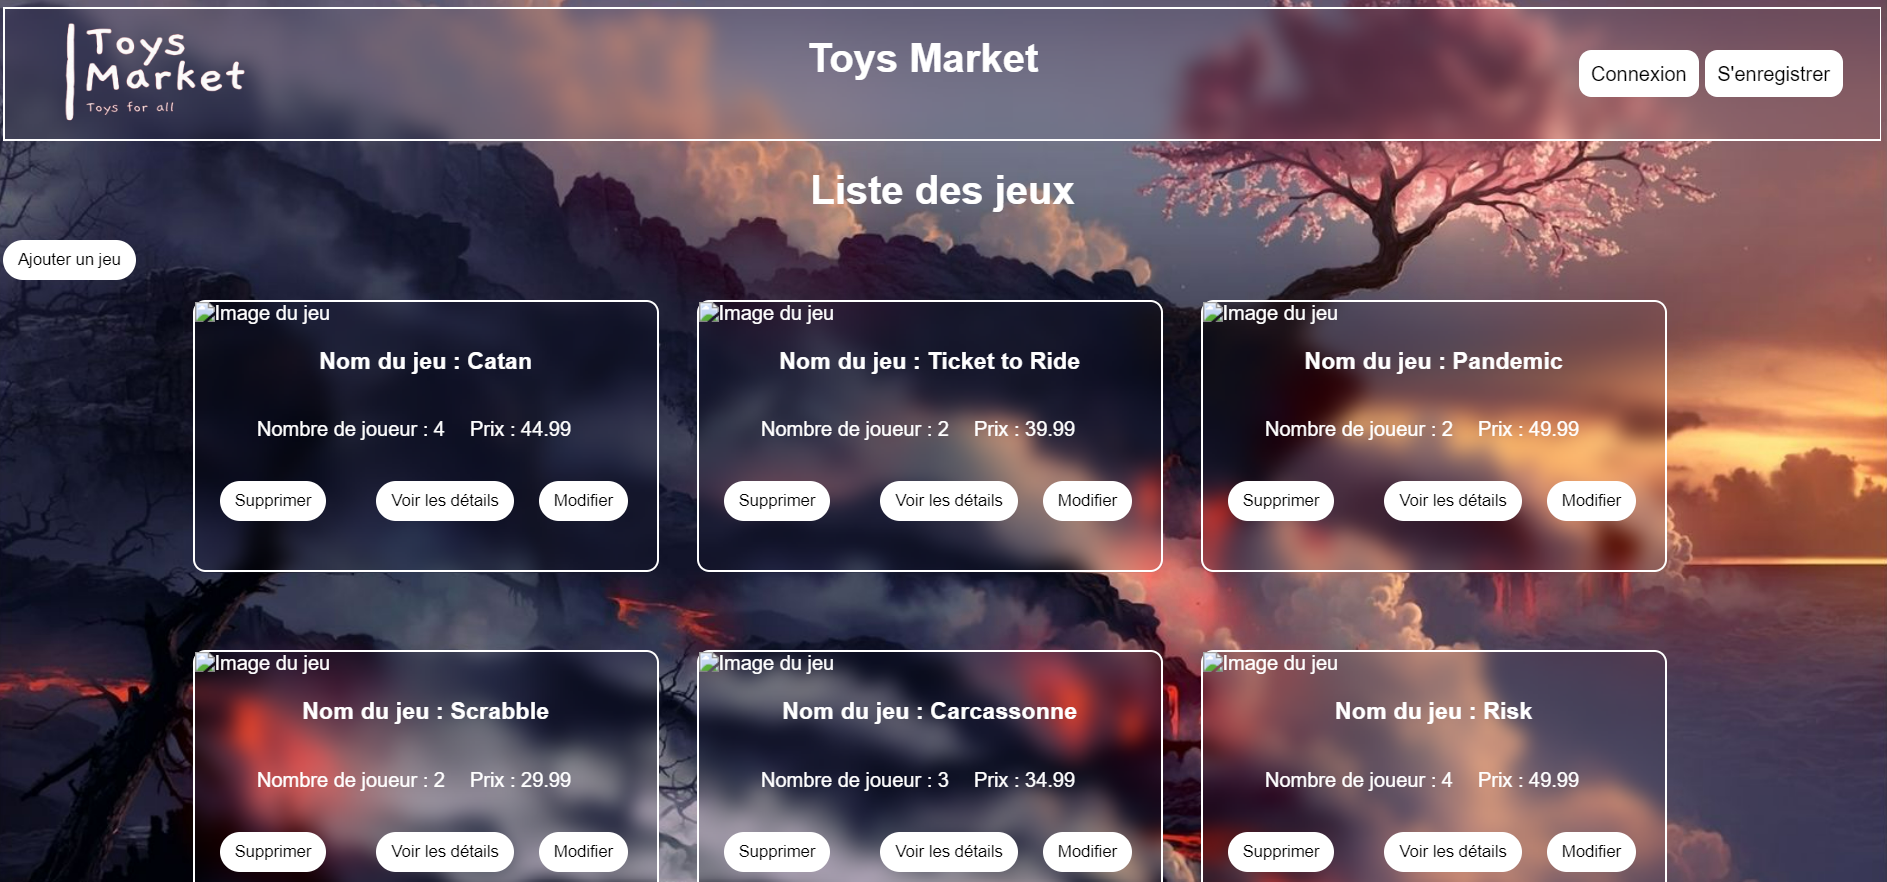 Toys
Market
Toys for all
Toys Market
Connexion S'enregistrer
Liste des jeux
Ajouter un jeu
Image du jeu Image du jeu Image du jeu
Nom du jeu : Catan Nom du jeu : Ticket to Ride Nom du jeu : Pandemic
Nombre de joueur : 4 Prix : 44.99 Nombre de joueur : 2 Prix : 39.99 Nombre de joueur : 2 Prix : 49.99
Supprimer Voir les détails Modifier Supprimer Voir les détails Modifier Supprimer Voir les détails Modifier
Image du jeu Image du jeu Image du jeu
Nom du jeu : Scrabble Nom du jeu : Carcassonne Nom du jeu : Risk
Nombre de joueur : 2 Prix : 29.99 Nombre de joueur : 3 Prix : 34.99 Nombre de joueur : 4 Prix : 49.99
Supprimer Voir les détails Modifier Supprimer Voir les détails Modifier Supprimer Voir les détails Modifier